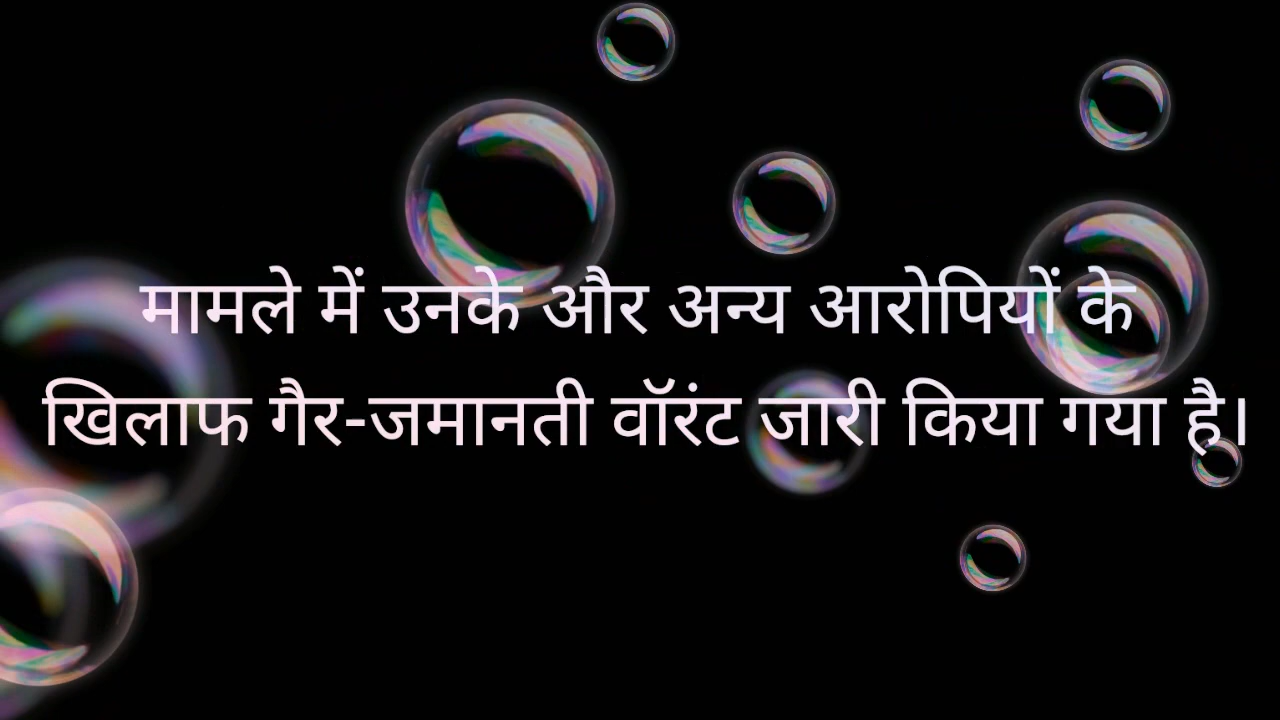 मामले में उनके और अन्य आरोपियों के
खिलाफ गैर-जमानती वॉरंट जारी किया गया है।